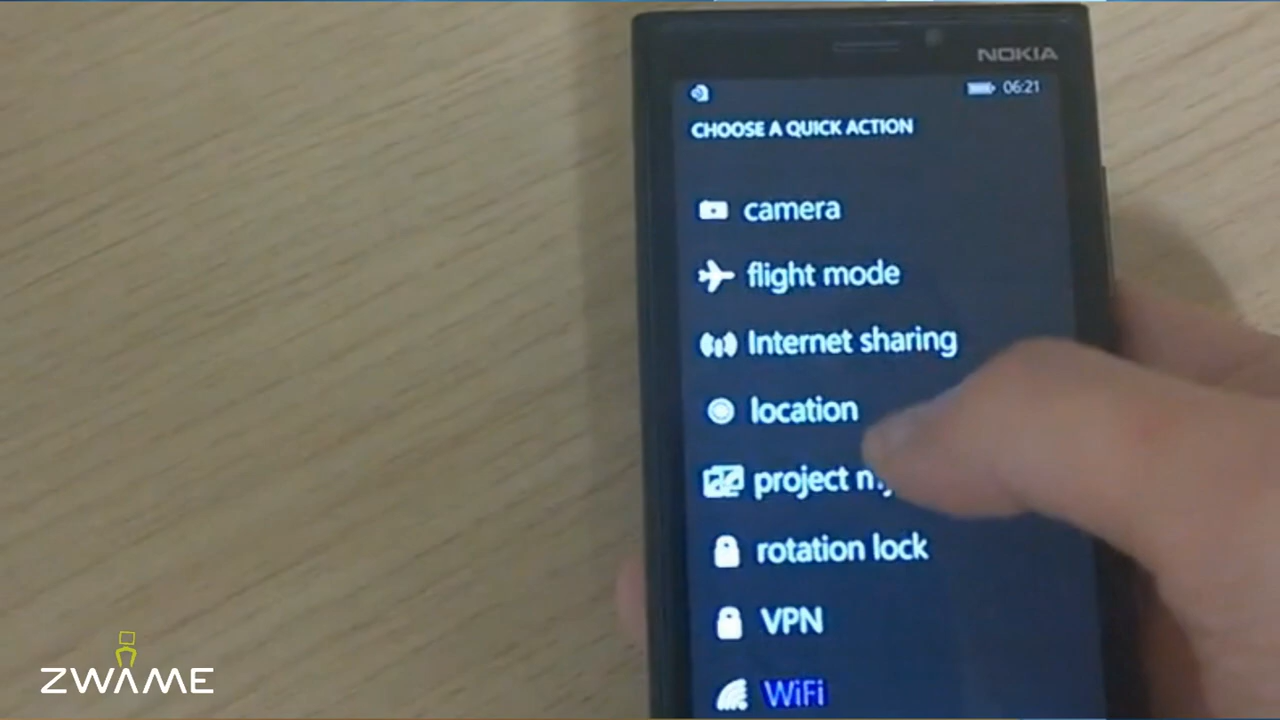 NOKIA
06:21
CHOOSE A QUICK ACTION
camera
flight mode
Internet sharing
location
project
rotation lock
VPN
WiFi
ZWAME